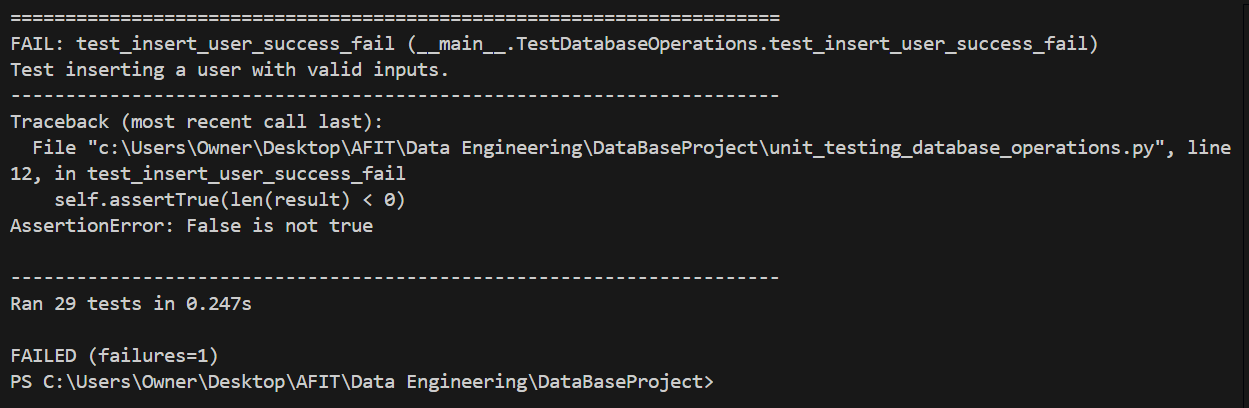 ======================================================================
FAIL: test_insert_user_success_fail (__main__.TestDatabaseOperations.test_insert_user_success_fail)
Test inserting a user with valid inputs.
----------------------------------------------------------------------
Traceback (most recent call last):
  File "c:\Users\Owner\Desktop\AFIT\Data Engineering\DataBaseProject\unit_testing_database_operations.py", line
12, in test_insert_user_success_fail
    self.assertTrue(len(result) < 0)
AssertionError: False is not true

----------------------------------------------------------------------
Ran 29 tests in 0.247s

FAILED (failures=1)
PS C:\Users\Owner\Desktop\AFIT\Data Engineering\DataBaseProject>